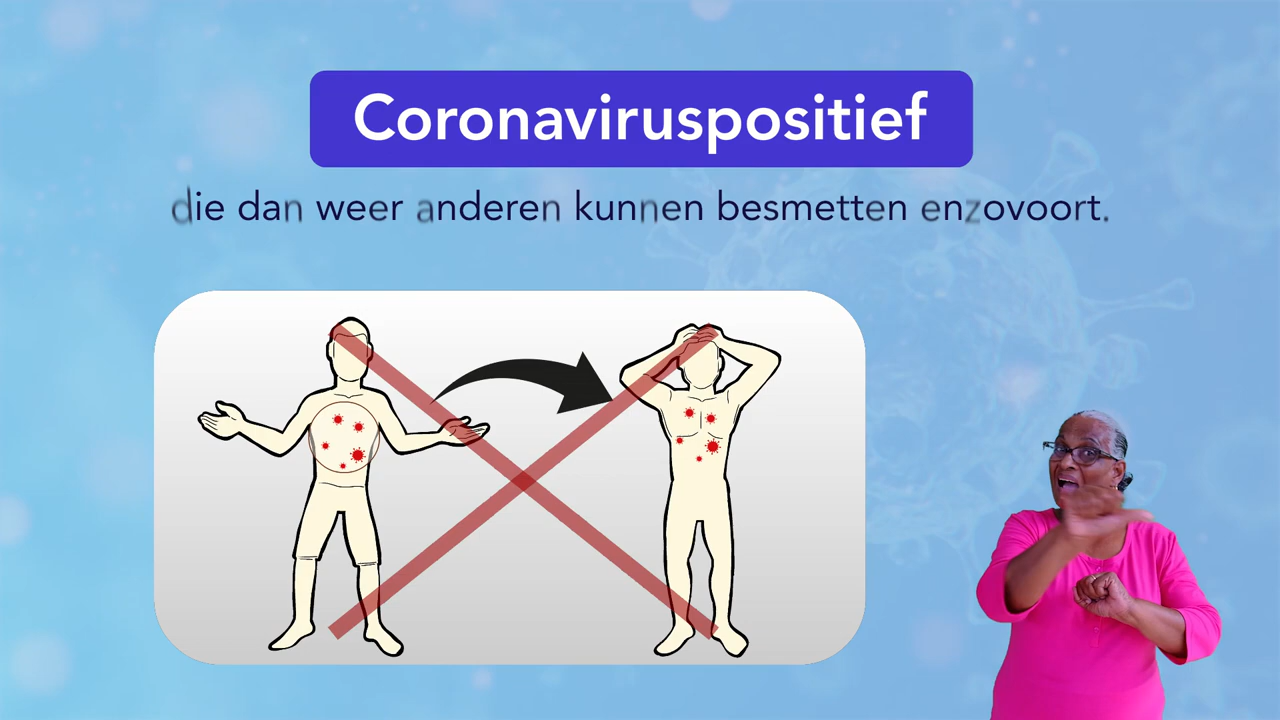 Coronaviruspositief
die dan weer anderen kunnen besmetten enzovoort.